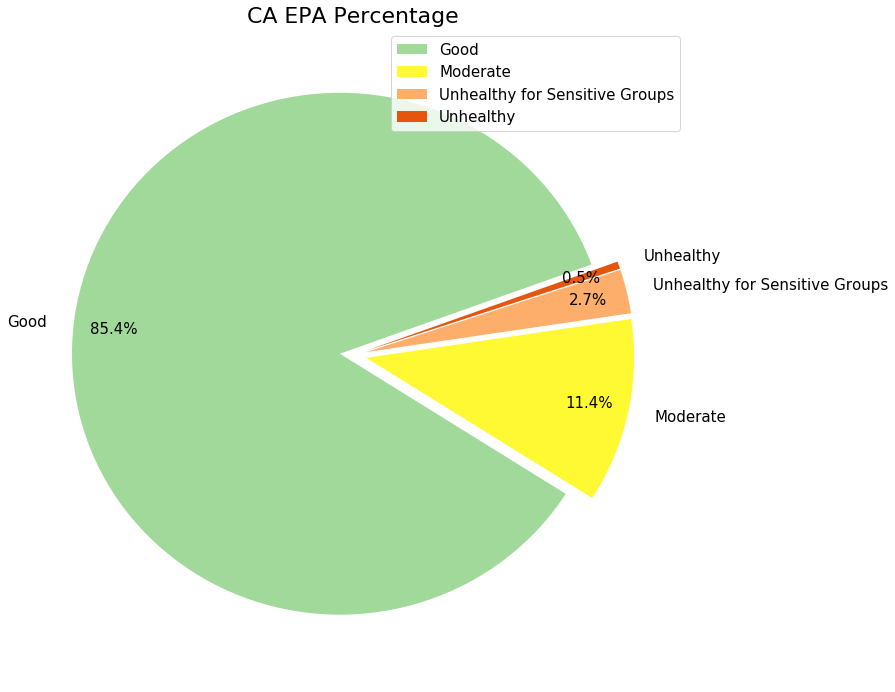 CA EPA Percentage
Good
Moderate
Unhealthy for Sensitive Groups
Unhealthy
Unhealthy
0.5%
Unhealthy for Sensitive Groups
2.7%
Good
85.4%
11.4%
Moderate